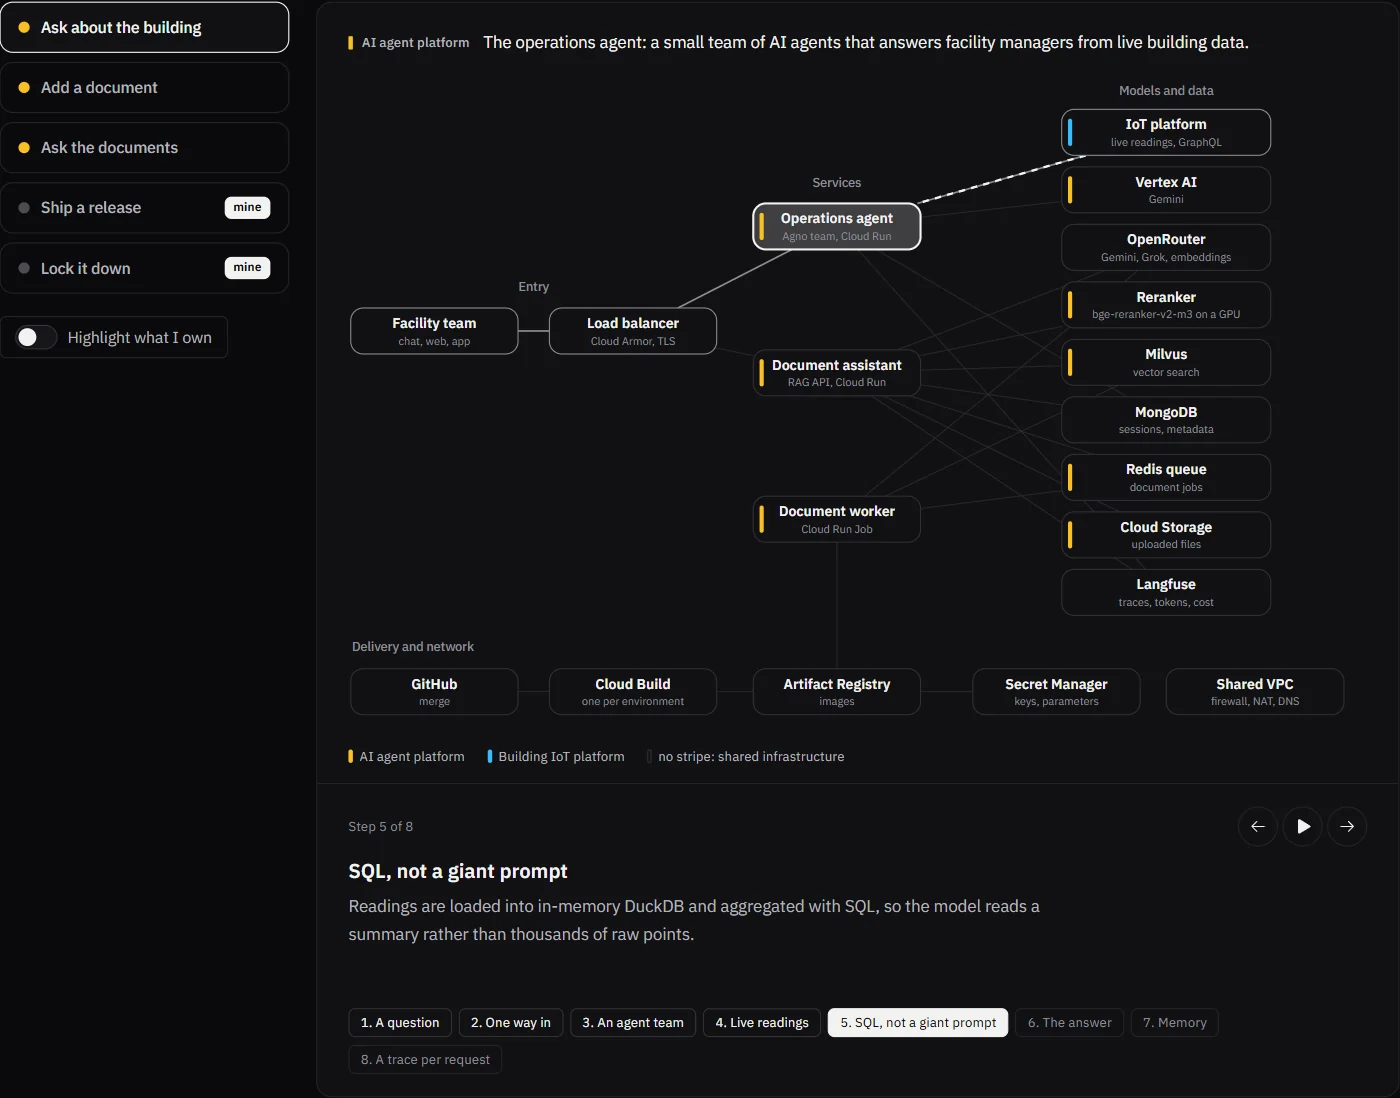 Ask about the building
Add a document
Ask the documents
Ship a release
mine
Lock it down
mine
Highlight what I own
AI agent platform
The operations agent: a small team of AI agents that answers facility managers from live building data.
Models and data
IoT platform
live readings, GraphQL
Vertex AI
Gemini
OpenRouter
Gemini, Grok, embeddings
Reranker
bge-reranker-v2-m3 on a GPU
Milvus
vector search
MongoDB
sessions, metadata
Redis queue
document jobs
Cloud Storage
uploaded files
Langfuse
traces, tokens, cost
Services
Operations agent
Agno team, Cloud Run
Document assistant
RAG API, Cloud Run
Document worker
Cloud Run Job
Entry
Facility team
chat, web, app
Load balancer
Cloud Armor, TLS
Delivery and network
GitHub
merge
Cloud Build
one per environment
Artifact Registry
images
Secret Manager
keys, parameters
Shared VPC
firewall, NAT, DNS
AI agent platform
Building IoT platform
no stripe: shared infrastructure
Step 5 of 8
SQL, not a giant prompt
Readings are loaded into in-memory DuckDB and aggregated with SQL, so the model reads a
summary rather than thousands of raw points.
1. A question
2. One way in
3. An agent team
4. Live readings
5. SQL, not a giant prompt
6. The answer
7. Memory
8. A trace per request